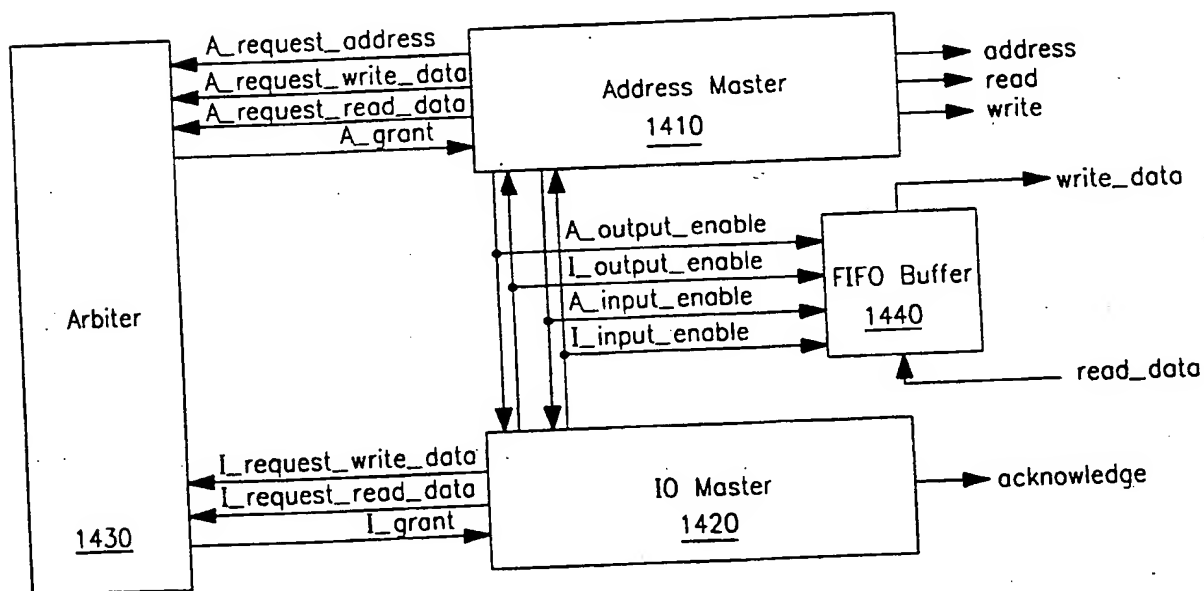 A_request_address
A_request_write_data
A_request_read_data
A_grant
Address Master
1410
address
read
write
write_data
A_output_enable
I_output_enable
A_input_enable
I_input_enable
FIFO Buffer
1440
read_data
Arbiter
1430
I_request_write_data
I_request_read_data
I_grant
IO Master
1420
acknowledge